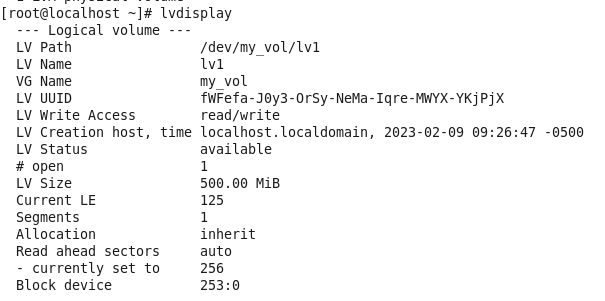 [root@localhost ~]# lvdisplay
--- Logical volume ---
LV Path                /dev/my_vol/lv1
LV Name                lv1
VG Name                my_vol
LV UUID                fWFefa-J0y3-OrSy-NeMa-Iqre-MWYX-YKjPjX
LV Write Access        read/write
LV Creation host, time localhost.localdomain, 2023-02-09 09:26:47 -0500
LV Status              available
# open                 1
LV Size                500.00 MiB
Current LE             125
Segments               1
Allocation             inherit
Read ahead sectors     auto
- currently set to     256
Block device           253:0